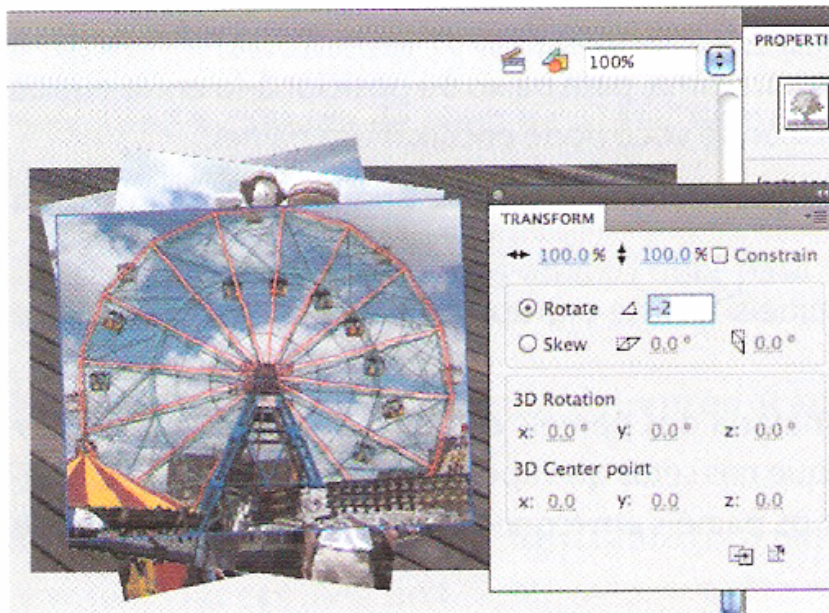 100%
PROPERTI
TRANSFORM
100.0 % 100.0 % Constrain
Rotate -2
Skew 0.0 ° 0.0 °
3D Rotation
x: 0.0 ° y: 0.0 ° z: 0.0 °
3D Center point
x: 0.0 y: 0.0 z: 0.0